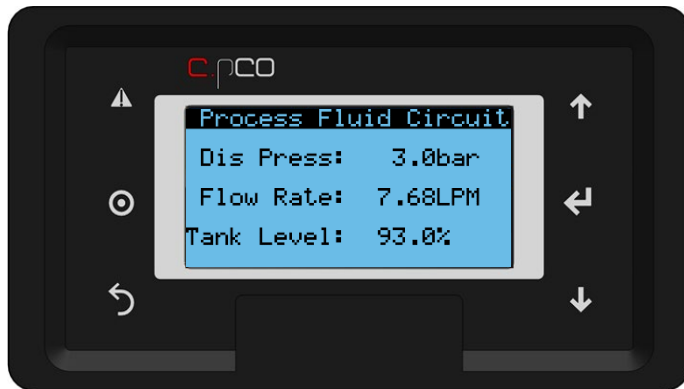 c.pCO
Process Fluid Circuit
Dis Press: 3.0bar
Flow Rate: 7.68LPM
Tank Level: 93.0%